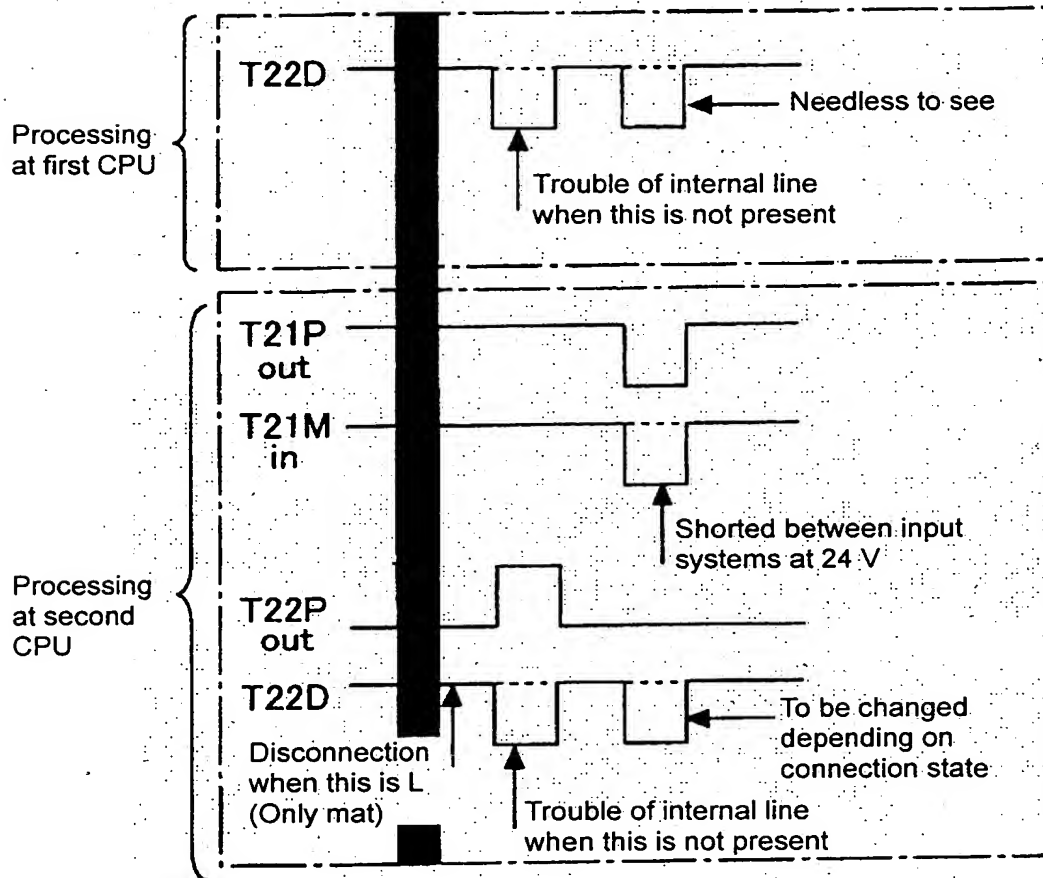 T22D
Needless to see
Processing
at first CPU
Trouble of internal line
when this is not present
T21P
out
T21M
in
Shorted between input
systems at 24 V
Processing
at second
CPU
T22P
out
T22D
To be changed
depending on
connection state
Disconnection
when this is L
(Only mat)
Trouble of internal line
when this is not present